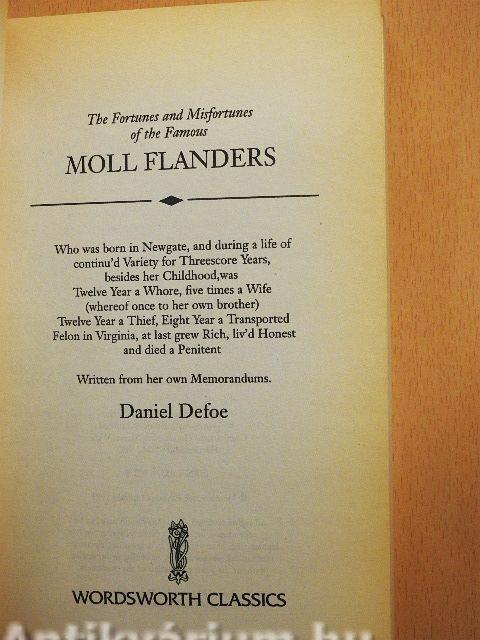 The Fortunes and Misfortunes
of the Famous
MOLL FLANDERS
Who was born in Newgate, and during a life of
continu'd Variety for Threescore Years,
besides her Childhood,was
Twelve Year a Whore, five times a Wife
(whereof once to her own brother)
Twelve Year a Thief, Eight Year a Transported
Felon in Virginia, at last grew Rich, liv'd Honest
and died a Penitent
Written from her own Memorandums.
Daniel Defoe
WORDSWORTH CLASSICS
Antikvárium.hu